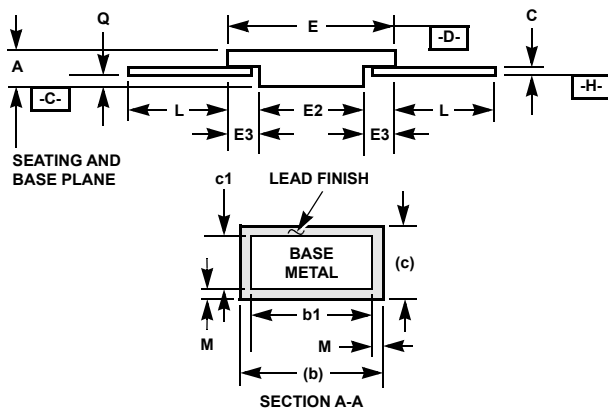 Q
E
C
-D-
A
-C-
-H-
L
E2
L
E3
E3
SEATING AND
BASE PLANE
c1
LEAD FINISH
BASE
METAL
(c)
M
b1
M
(b)
SECTION A-A